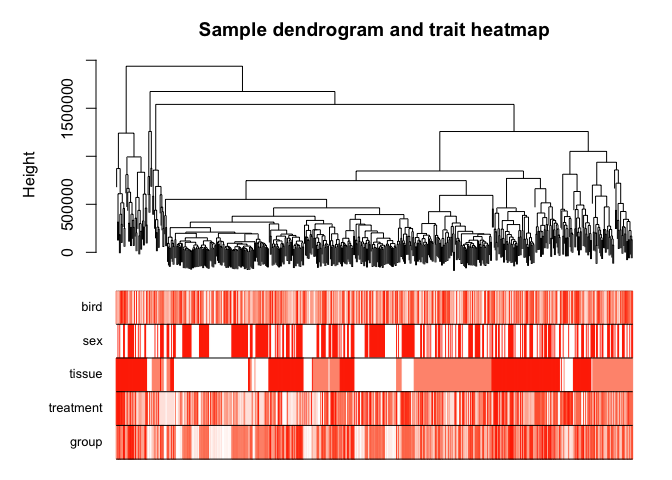 Sample dendrogram and trait heatmap
Height
1500000
500000
0
bird
sex
tissue
treatment
group